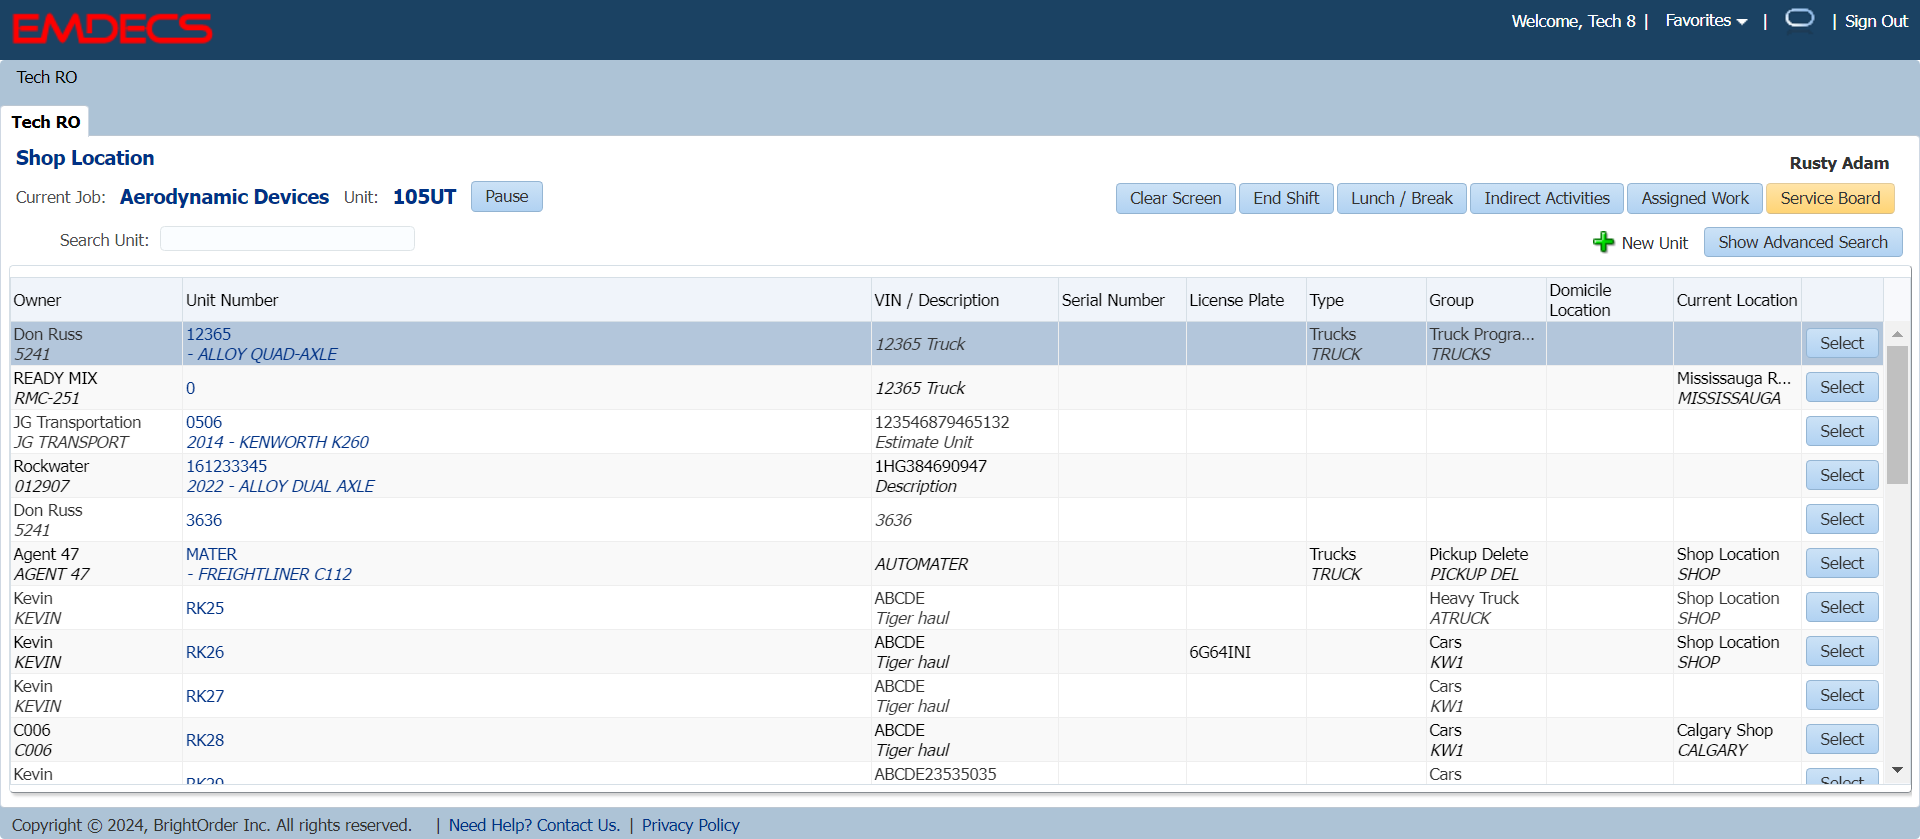 EMDECS
Welcome, Tech 8 | Favorites | | Sign Out
Tech RO
Tech RO
Shop Location
Rusty Adam
Current Job: Aerodynamic Devices Unit: 105UT Pause
Clear Screen End Shift Lunch / Break Indirect Activities Assigned Work Service Board
Search Unit:
New Unit Show Advanced Search
Owner Unit Number VIN / Description Serial Number License Plate Type Group Domicile Location Current Location
Don Russ 12365 Trucks Truck Progra...
5241 - ALLOY QUAD-AXLE 12365 Truck TRUCK TRUCKS Select
READY MIX Mississauga R...
RMC-251 0 12365 Truck MISSISSAUGA Select
JG Transportation 0506 123546879465132
JG TRANSPORT 2014 - KENWORTH K260 Estimate Unit Select
Rockwater 161233345 1HG384690947
012907 2022 - ALLOY DUAL AXLE Description Select
Don Russ
5241 3636 3636 Select
Agent 47 MATER Trucks Pickup Delete Shop Location
AGENT 47 - FREIGHTLINER C112 AUTOMATER TRUCK PICKUP DEL SHOP Select
Kevin ABCDE Heavy Truck Shop Location
KEVIN RK25 Tiger haul ATRUCK SHOP Select
Kevin ABCDE Cars Shop Location
KEVIN RK26 Tiger haul 6G64INI KW1 SHOP Select
Kevin ABCDE Cars
KEVIN RK27 Tiger haul KW1 Select
C006 ABCDE Cars Calgary Shop
C006 RK28 Tiger haul KW1 CALGARY Select
Kevin RK29 ABCDE23535035 Cars Select
Copyright © 2024, BrightOrder Inc. All rights reserved. | Need Help? Contact Us. | Privacy Policy